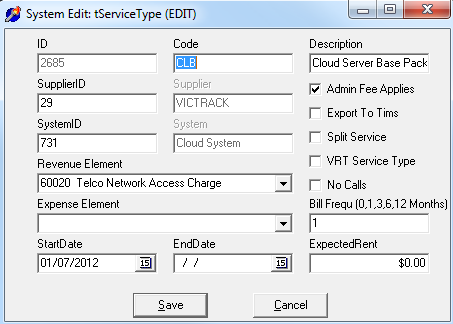 System Edit: tServiceType (EDIT)
ID Code Description
2685 CLB Cloud Server Base Pack
SupplierID Supplier Admin Fee Applies
29 VICTRACK Export To Tims
SystemID System Split Service
731 Cloud System
Revenue Element VRT Service Type
60020 Telco Network Access Charge No Calls
Expense Element Bill Frequ (0,1,3,6,12 Months)
1
StartDate EndDate ExpectedRent
01/07/2012 15 / / 15 $0.00
Save Cancel